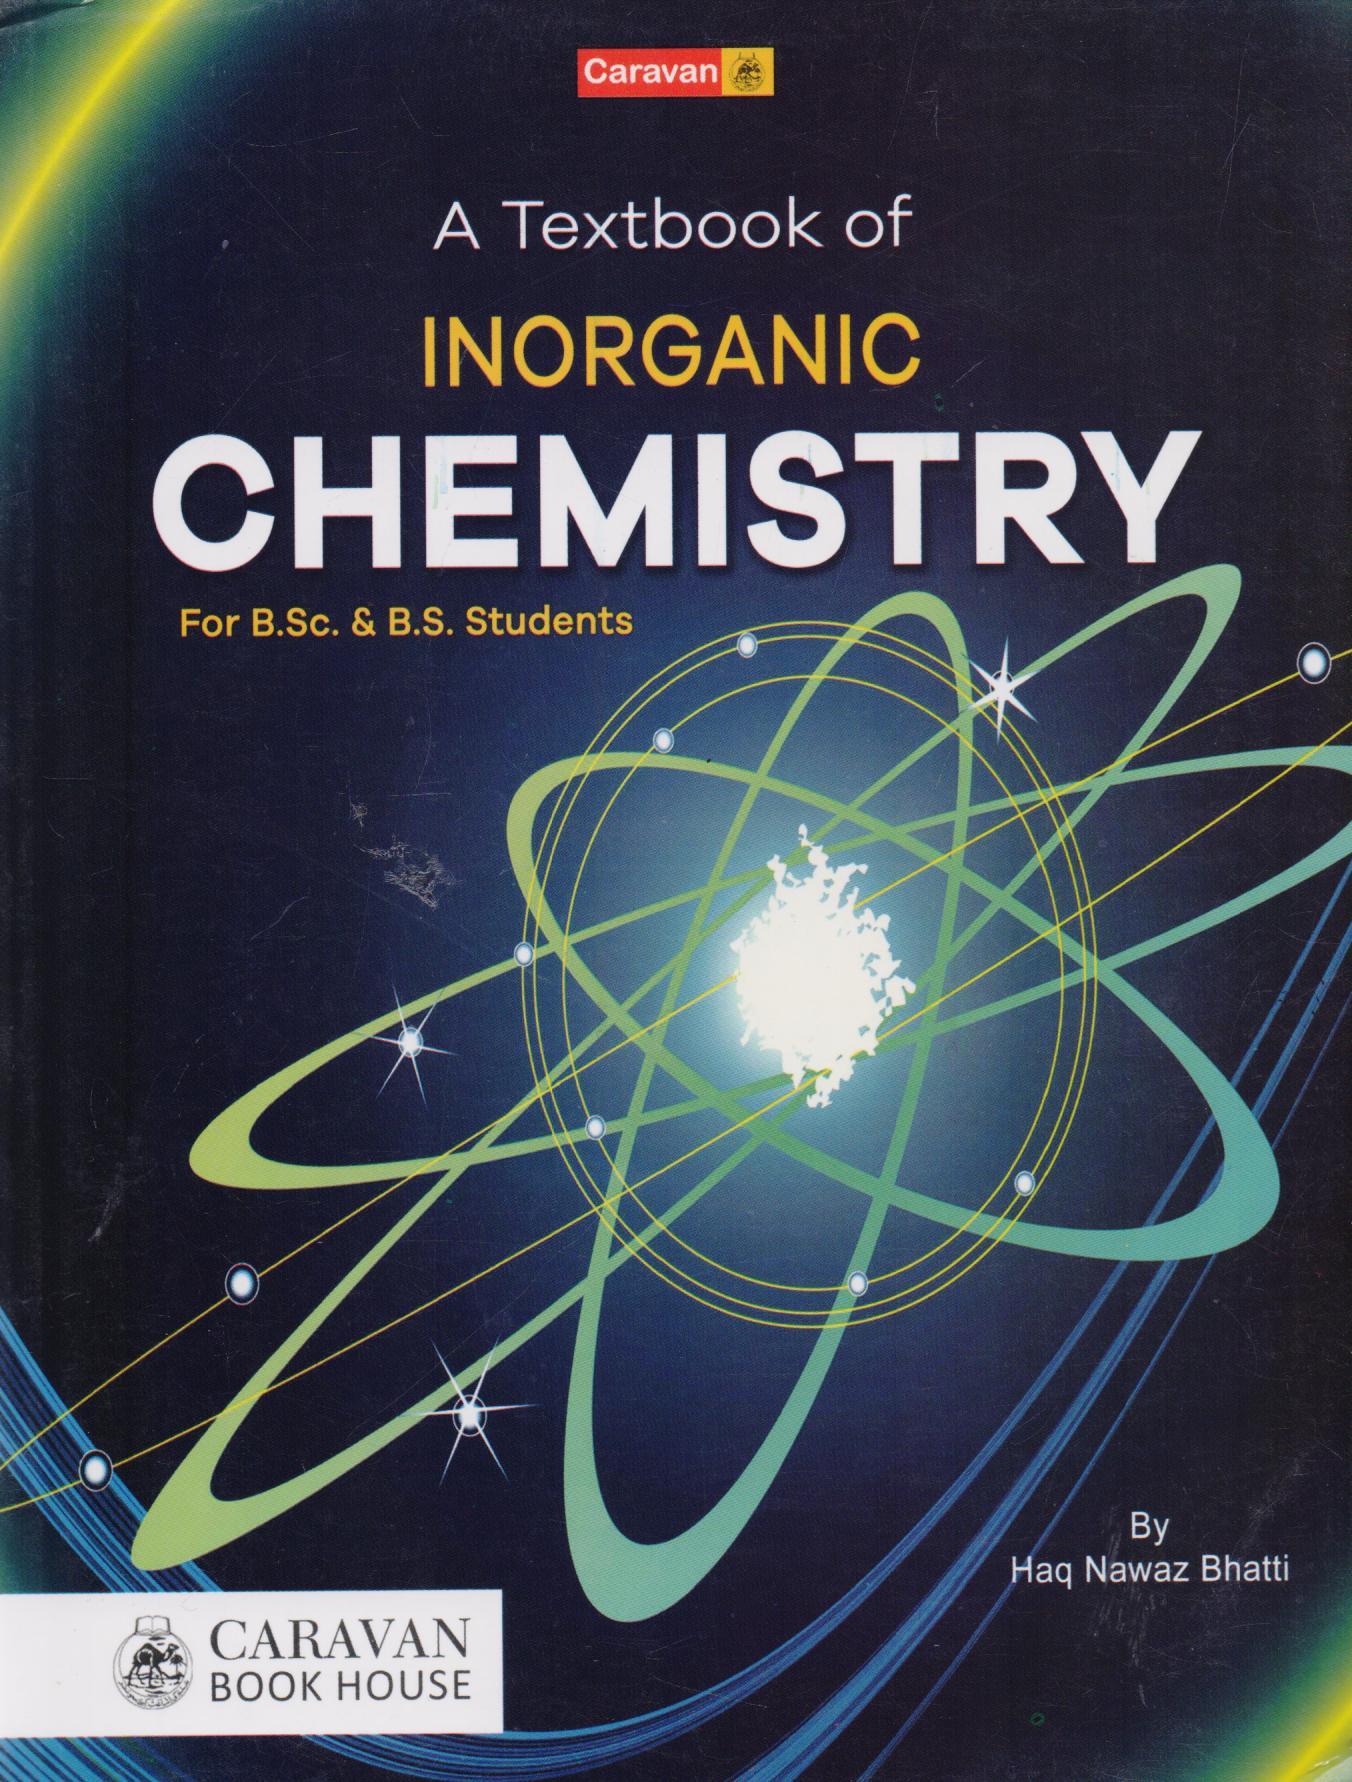 Caravan
A Textbook of
INORGANIC
CHEMISTRY
For B.Sc. & B.S. Students
By
Haq Nawaz Bhatti
CARAVAN
BOOK HOUSE